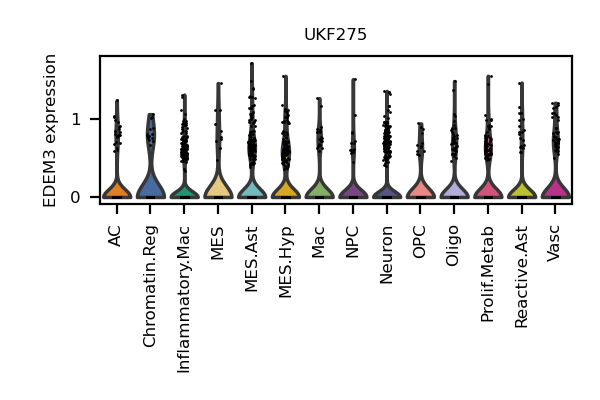 UKF275
EDEM3 expression
1
0
AC
Chromatin.Reg
Inflammatory.Mac
MES
MES.Ast
MES.Hyp
Mac
NPC
Neuron
OPC
Oligo
Prolif.Metab
Reactive.Ast
Vasc